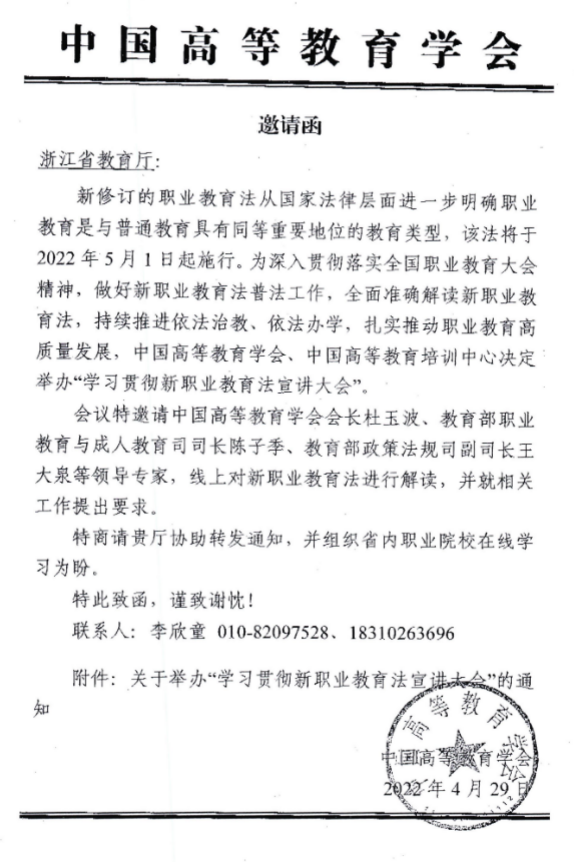 中国高等教育学会
邀请函
浙江省教育厅：
新修订的职业教育法从国家法律层面进一步明确职业
教育是与普通教育具有同等重要地位的教育类型，该法将于
2022年5月1日起施行。为深入贯彻落实全国职业教育大会
精神，做好新职业教育法普法工作，全面准确解读新职业教
育法，持续推进依法治教、依法办学，扎实推动职业教育高
质量发展，中国高等教育学会、中国高等教育培训中心决定
举办“学习贯彻新职业教育法宣讲大会”。
会议特邀请中国高等教育学会会长杜玉波、教育部职业
教育与成人教育司司长陈子季、教育部政策法规司副司长王
大泉等领导专家，线上对新职业教育法进行解读，并就相关
工作提出要求。
特商请贵厅协助转发通知，并组织省内职业院校在线学
习为盼。
特此致函，谨致谢忱！
联系人：李欣童 010-82097528、18310263696
附件：关于举办“学习贯彻新职业教育法宣讲大会”的通
知
中国高等教育学会
2022年4月29日